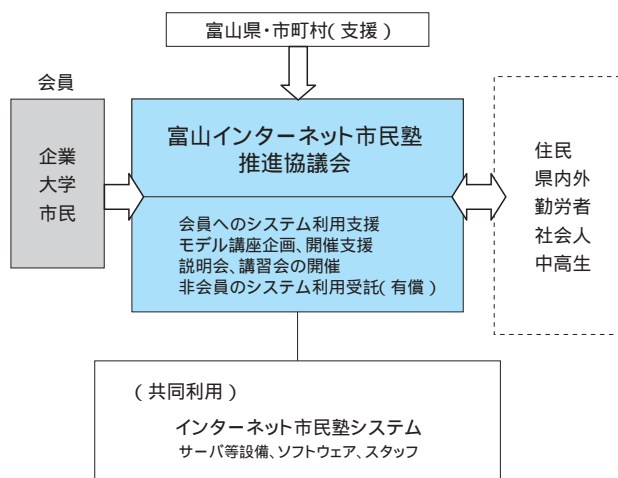 富山県・市町村(支援)
会員
企業
大学
市民
富山インターネット市民塾
推進協議会
会員へのシステム利用支援
モデル講座企画、開催支援
説明会、講習会の開催
非会員のシステム利用受託(有償)
住民
県内外
勤労者
社会人
中高生
(共同利用)
インターネット市民塾システム
サーバ等設備、ソフトウェア、スタッフ